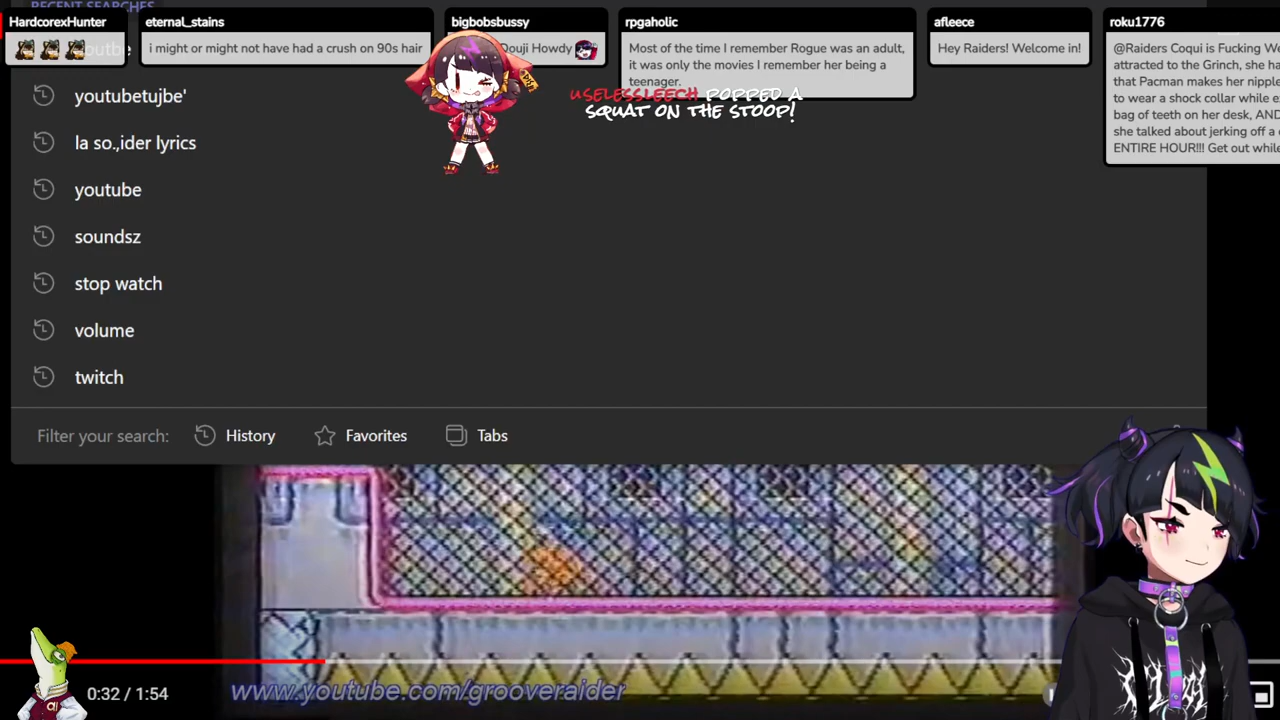 RECENT SEARCHES
HardcorexHunter
eternal_stains
i might or might not have had a crush on 90s hair
bigbobsbussy
Douji Howdy
rpgaholic
Most of the time I remember Rogue was an adult,
it was only the movies I remember her being a
teenager.
afleece
Hey Raiders! Welcome in!
roku1776
@Raiders Coqui is Fucking W
attracted to the Grinch, she ha
that Pacman makes her nipple
to wear a shock collar while e
bag of teeth on her desk, AND
she talked about jerking off a
ENTIRE HOUR!!! Get out while
USELESSLEECH POPPED A
SQUAT ON THE STOOP!
youtubetujbe'
la so.,ider lyrics
youtube
soundsz
stop watch
volume
twitch
Filter your search:
History
Favorites
Tabs
0:32 / 1:54
www.youtube.com/grooveraider